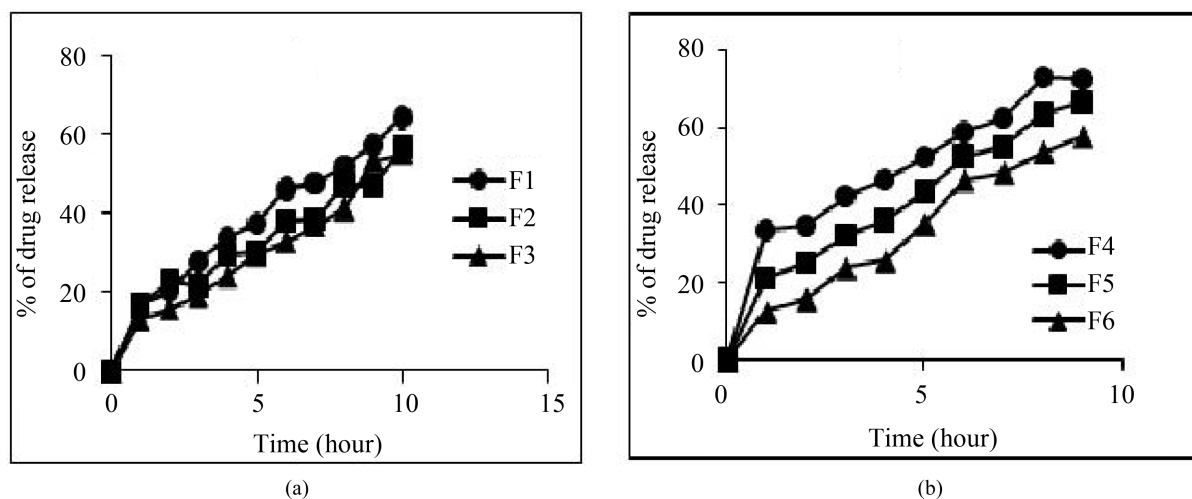 80
60
40
20
0
% of drug release
F1
F2
F3
0
5
10
15
Time (hour)
(a)
80
60
40
20
0
% of drug release
F4
F5
F6
0
5
10
Time (hour)
(b)